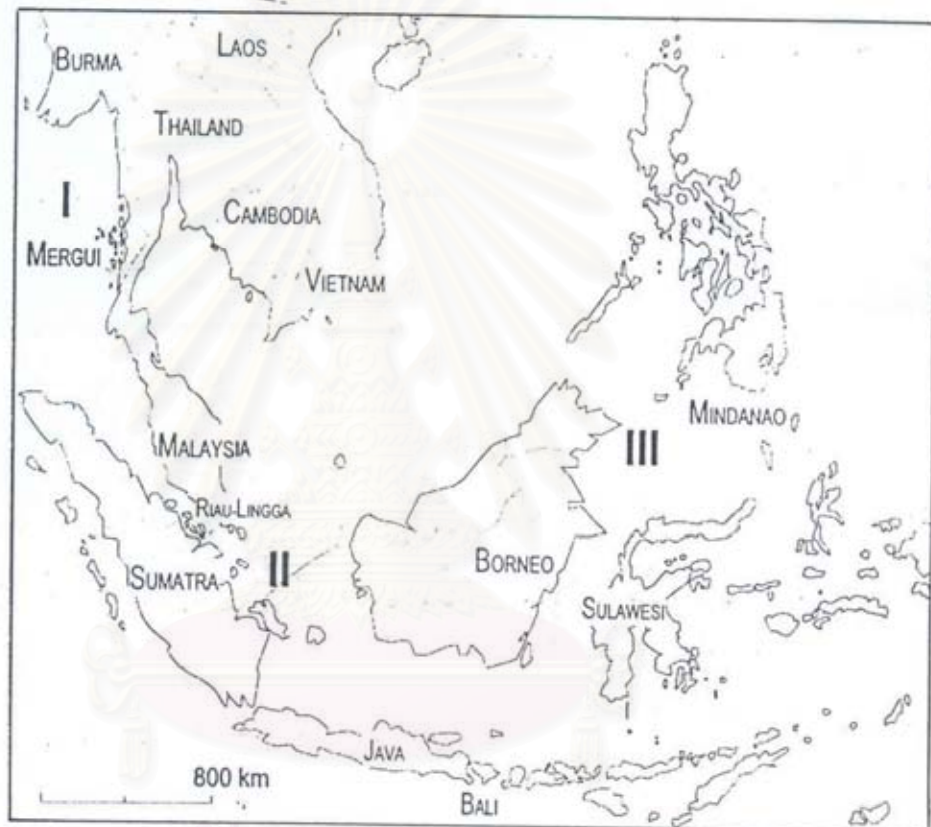 LAOS
BURMA
THAILAND
I
CAMBODIA
MERGUI
VIETNAM
MINDANAO
III
MALAYSIA
RIAU-LINGGA
II
BORNEO
SUMATRA
SULAWESI
JAVA
800 km
BALI